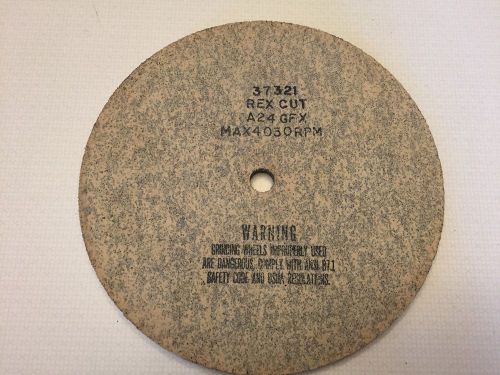 37321
REX CUT
A24 GFX
MAX4030RPM
WARNING
GRINDING WHEELS IMPROPERLY USED
ARE DANGEROUS, COMPLY WITH ANSI B7.1
SAFETY CODE AND OSHA REGULATIONS.